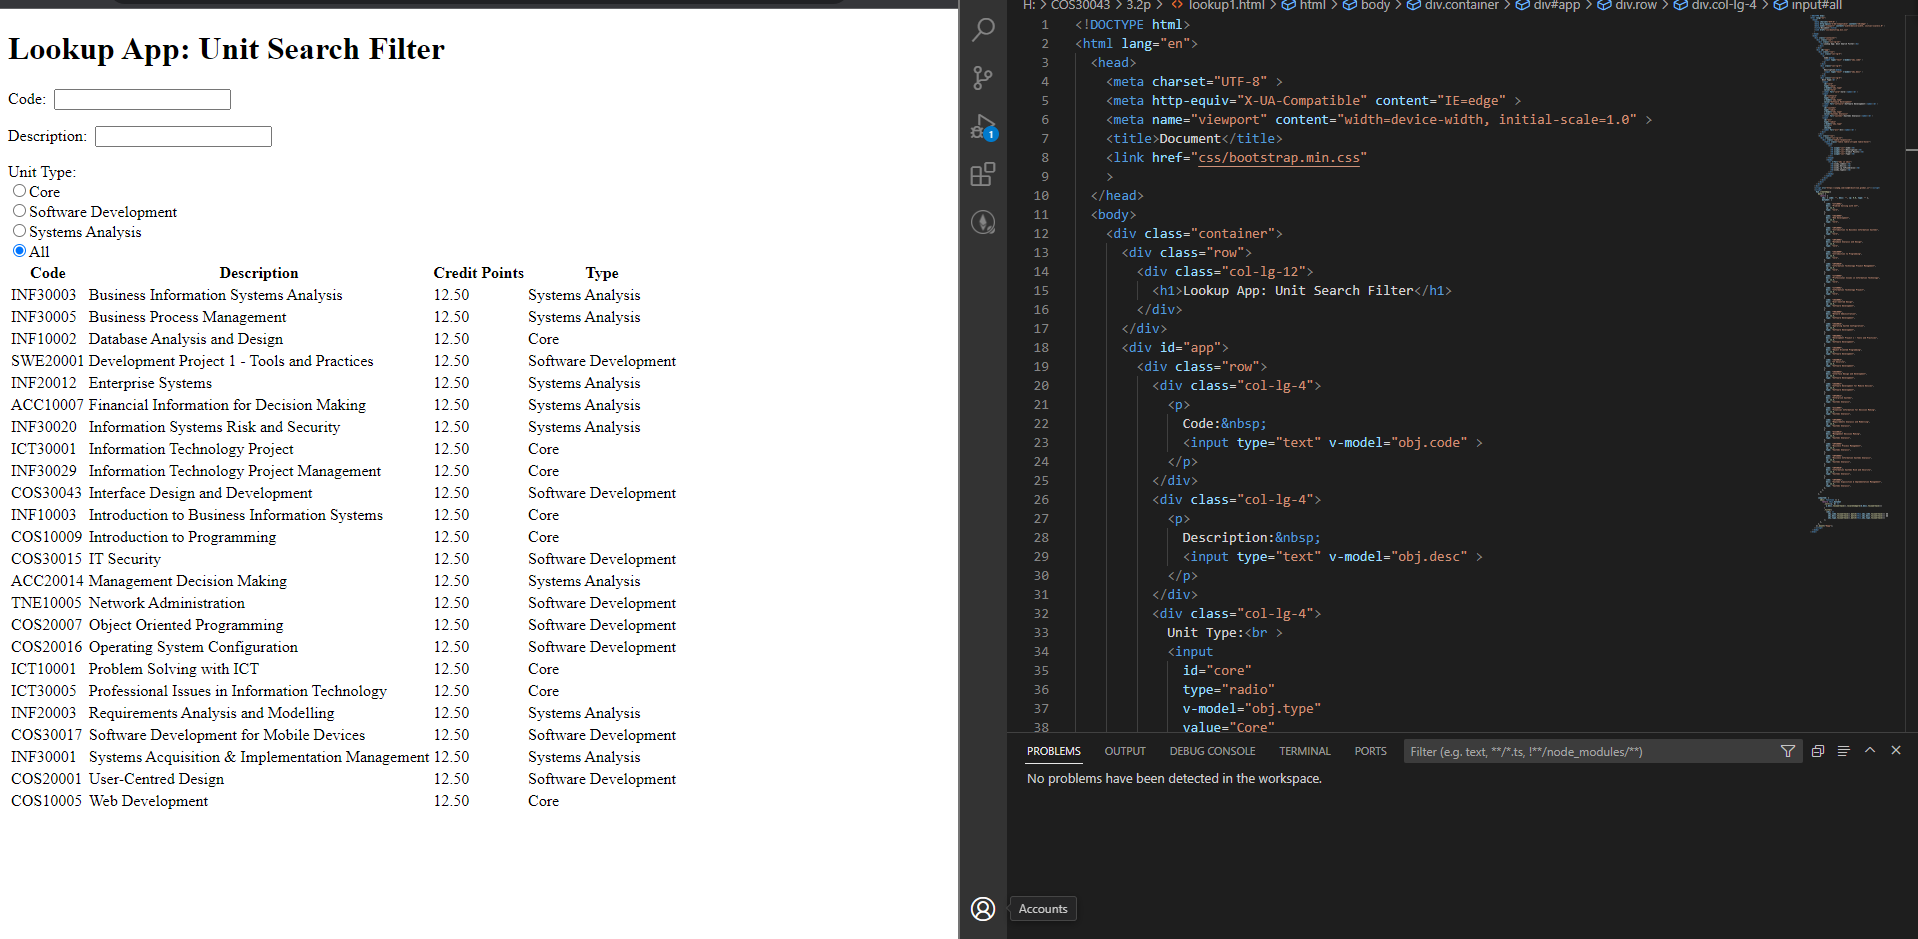 Lookup App: Unit Search Filter
Code:
Description:
Unit Type:
Core
Software Development
Systems Analysis
All
Code Description Credit Points Type
INF30003 Business Information Systems Analysis 12.50 Systems Analysis
INF30005 Business Process Management 12.50 Systems Analysis
INF10002 Database Analysis and Design 12.50 Core
SWE20001 Development Project 1 - Tools and Practices 12.50 Software Development
INF20012 Enterprise Systems 12.50 Systems Analysis
ACC10007 Financial Information for Decision Making 12.50 Systems Analysis
INF30020 Information Systems Risk and Security 12.50 Systems Analysis
ICT30001 Information Technology Project 12.50 Core
INF30029 Information Technology Project Management 12.50 Core
COS30043 Interface Design and Development 12.50 Software Development
INF10003 Introduction to Business Information Systems 12.50 Core
COS10009 Introduction to Programming 12.50 Core
COS30015 IT Security 12.50 Software Development
ACC20014 Management Decision Making 12.50 Systems Analysis
TNE10005 Network Administration 12.50 Software Development
COS20007 Object Oriented Programming 12.50 Software Development
COS20016 Operating System Configuration 12.50 Software Development
ICT10001 Problem Solving with ICT 12.50 Core
ICT30005 Professional Issues in Information Technology 12.50 Core
INF20003 Requirements Analysis and Modelling 12.50 Systems Analysis
COS30017 Software Development for Mobile Devices 12.50 Software Development
INF30001 Systems Acquisition & Implementation Management 12.50 Systems Analysis
COS20001 User-Centred Design 12.50 Software Development
COS10005 Web Development 12.50 Core
H: > COS30043 > 3.2p > <> lookup1.html > html > body > div.container > div#app > div.row > div.col-lg-4 > input#all
1 <!DOCTYPE html>
2 <html lang="en">
3 <head>
4 <meta charset="UTF-8" >
5 <meta http-equiv="X-UA-Compatible" content="IE=edge" >
6 <meta name="viewport" content="width=device-width, initial-scale=1.0" >
7 <title>Document</title>
8 <link href="css/bootstrap.min.css"
9 >
10 </head>
11 <body>
12 <div class="container">
13 <div class="row">
14 <div class="col-lg-12">
15 <h1>Lookup App: Unit Search Filter</h1>
16 </div>
17 </div>
18 <div id="app">
19 <div class="row">
20 <div class="col-lg-4">
21 <p>
22 Code:&nbsp;
23 <input type="text" v-model="obj.code" >
24 </p>
25 </div>
26 <div class="col-lg-4">
27 <p>
28 Description:&nbsp;
29 <input type="text" v-model="obj.desc" >
30 </p>
31 </div>
32 <div class="col-lg-4">
33 Unit Type:<br >
34 <input
35 id="core"
36 type="radio"
37 v-model="obj.type"
38 value="Core"
1
PROBLEMS OUTPUT DEBUG CONSOLE TERMINAL PORTS Filter (e.g. text, **/*.ts, !**/node_modules/**)
No problems have been detected in the workspace.
Accounts